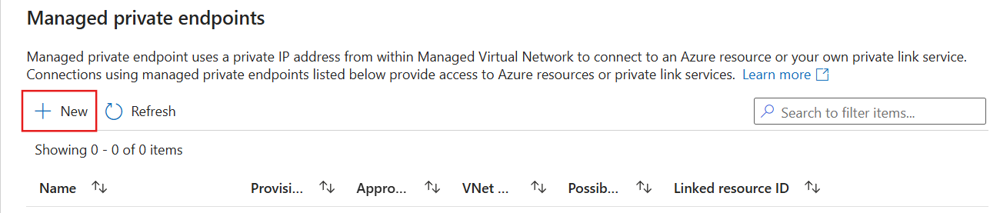 Managed private endpoints
Managed private endpoint uses a private IP address from within Managed Virtual Network to connect to an Azure resource or your own private link service.
Connections using managed private endpoints listed below provide access to Azure resources or private link services. Learn more
New Refresh Search to filter items...
Showing 0 - 0 of 0 items
Name Provisi... Appro... VNet ... Possib... Linked resource ID